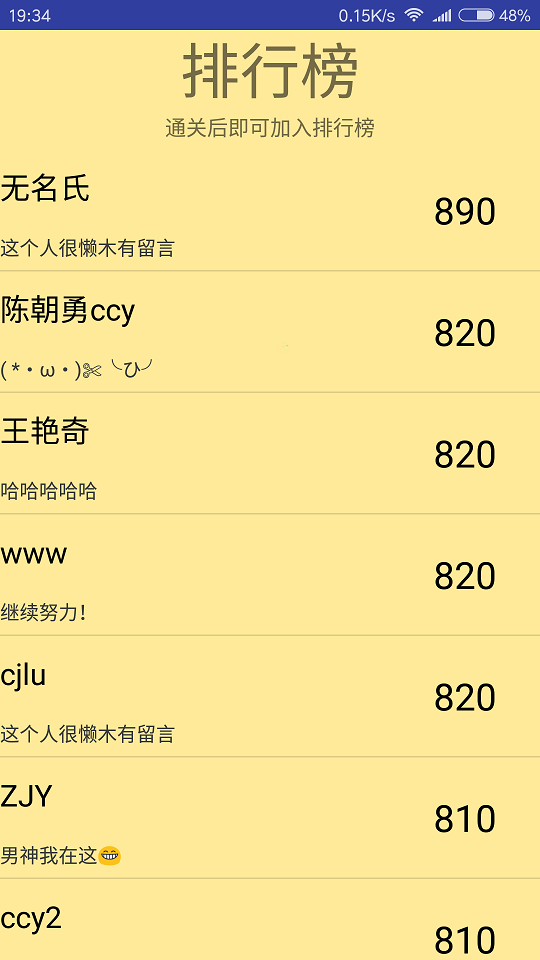 19:34 0.15K/s 48%
排行榜
通关后即可加入排行榜
无名氏
890
这个人很懒木有留言
陈朝勇ccy
820
( *・ω・)✄╰ひ╯
王艳奇
820
哈哈哈哈哈
www
820
继续努力！
cjlu
820
这个人很懒木有留言
ZJY
810
男神我在这😁
ccy2
810